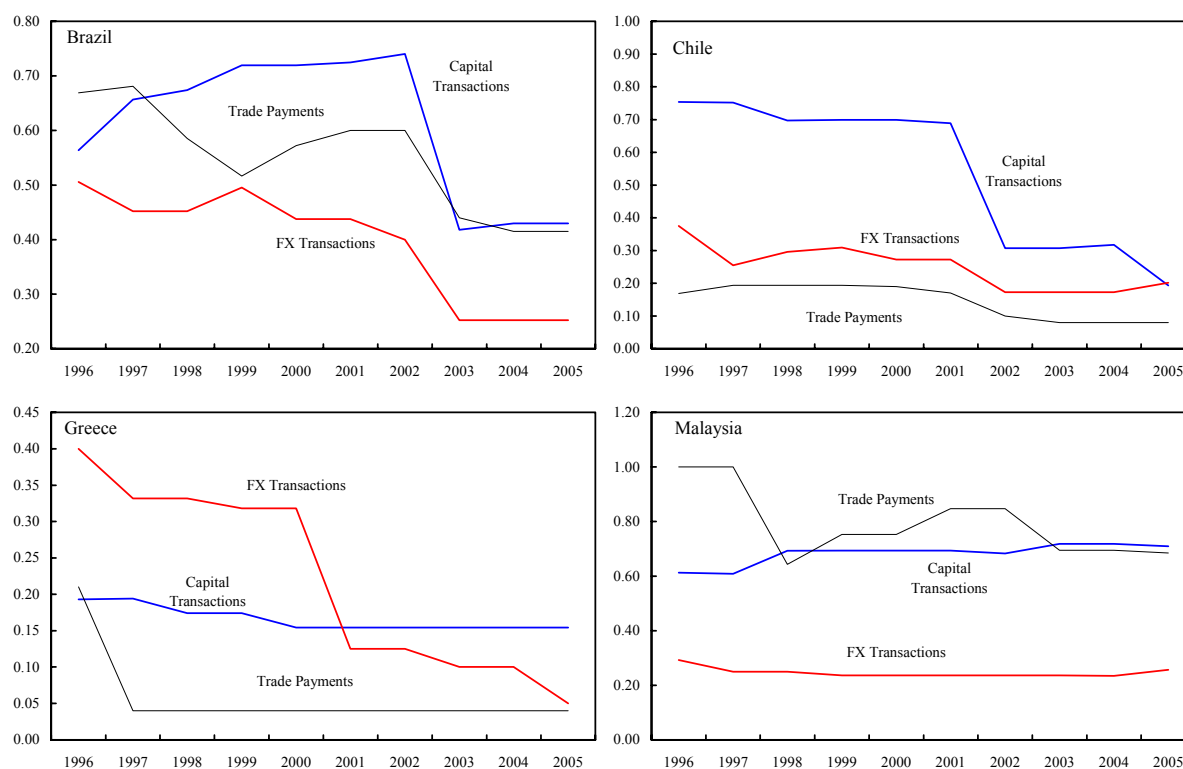 Brazil
0.80
0.70
0.60
0.50
0.40
0.30
0.20
Capital
Transactions
Trade Payments
FX Transactions
1996 1997 1998 1999 2000 2001 2002 2003 2004 2005
Chile
1.00
0.90
0.80
0.70
0.60
0.50
0.40
0.30
0.20
0.10
0.00
Capital
Transactions
FX Transactions
Trade Payments
1996 1997 1998 1999 2000 2001 2002 2003 2004 2005
Greece
0.45
0.40
0.35
0.30
0.25
0.20
0.15
0.10
0.05
0.00
FX Transactions
Capital
Transactions
Trade Payments
1996 1997 1998 1999 2000 2001 2002 2003 2004 2005
Malaysia
1.20
1.00
0.80
0.60
0.40
0.20
0.00
Trade Payments
Capital
Transactions
FX Transactions
1996 1997 1998 1999 2000 2001 2002 2003 2004 2005